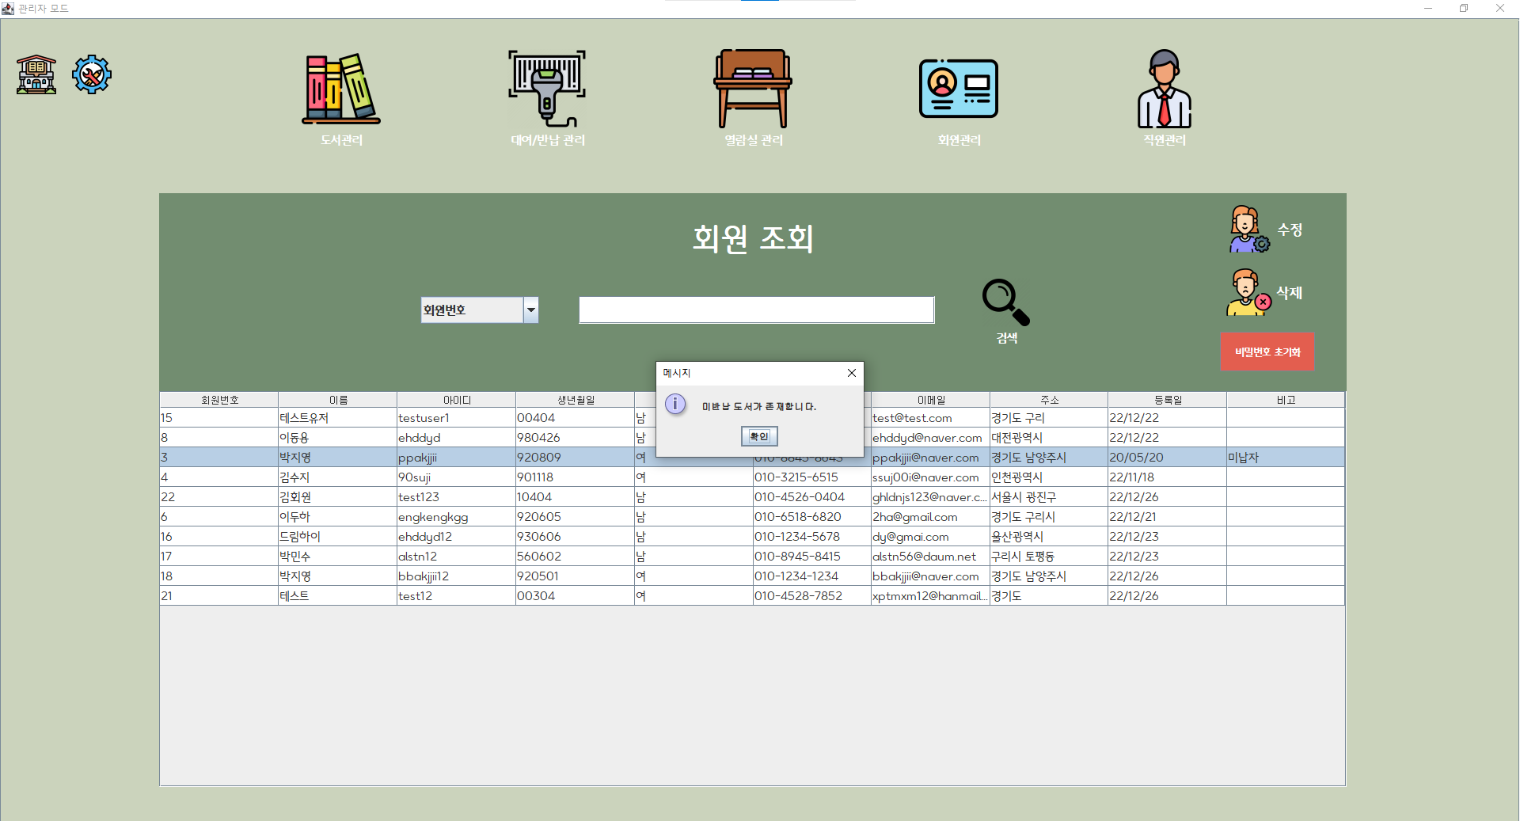 관리자 모드
도서관리
대여/반납 관리
열람실 관리
회원관리
직원관리
회원 조회
수정
삭제
회원번호
검색
비밀번호 초기화
메시지
미반납 도서가 존재합니다.
확인
회원번호 이름 아이디 생년월일 이메일 주소 등록일 비고
15 테스트유저 testuser1 00404 남 test@test.com 경기도 구리 22/12/22
8 이동용 ehddyd 980426 남 ehddyd@naver.com 대전광역시 22/12/22
3 박지영 ppakjjii 920809 여 ppakjjii@naver.com 경기도 남양주시 20/05/20 미납자
4 김수지 90suji 901118 여 010-3215-6515 ssuj00i@naver.com 인천광역시 22/11/18
22 김회원 test123 10404 남 010-4526-0404 ghldnjs123@naver.c... 서울시 광진구 22/12/26
6 이두하 engkengkgg 920605 남 010-6518-6820 2ha@gmail.com 경기도 구리시 22/12/21
16 드림하이 ehddyd12 930606 남 010-1234-5678 dy@gmai.com 울산광역시 22/12/23
17 박민수 alstn12 560602 남 010-8945-8415 alstn56@daum.net 구리시 토평동 22/12/23
18 박지영 bbakjjii12 920501 여 010-1234-1234 bbakjjii@naver.com 경기도 남양주시 22/12/26
21 테스트 test12 00304 여 010-4528-7852 xptmxm12@hanmail... 경기도 22/12/26